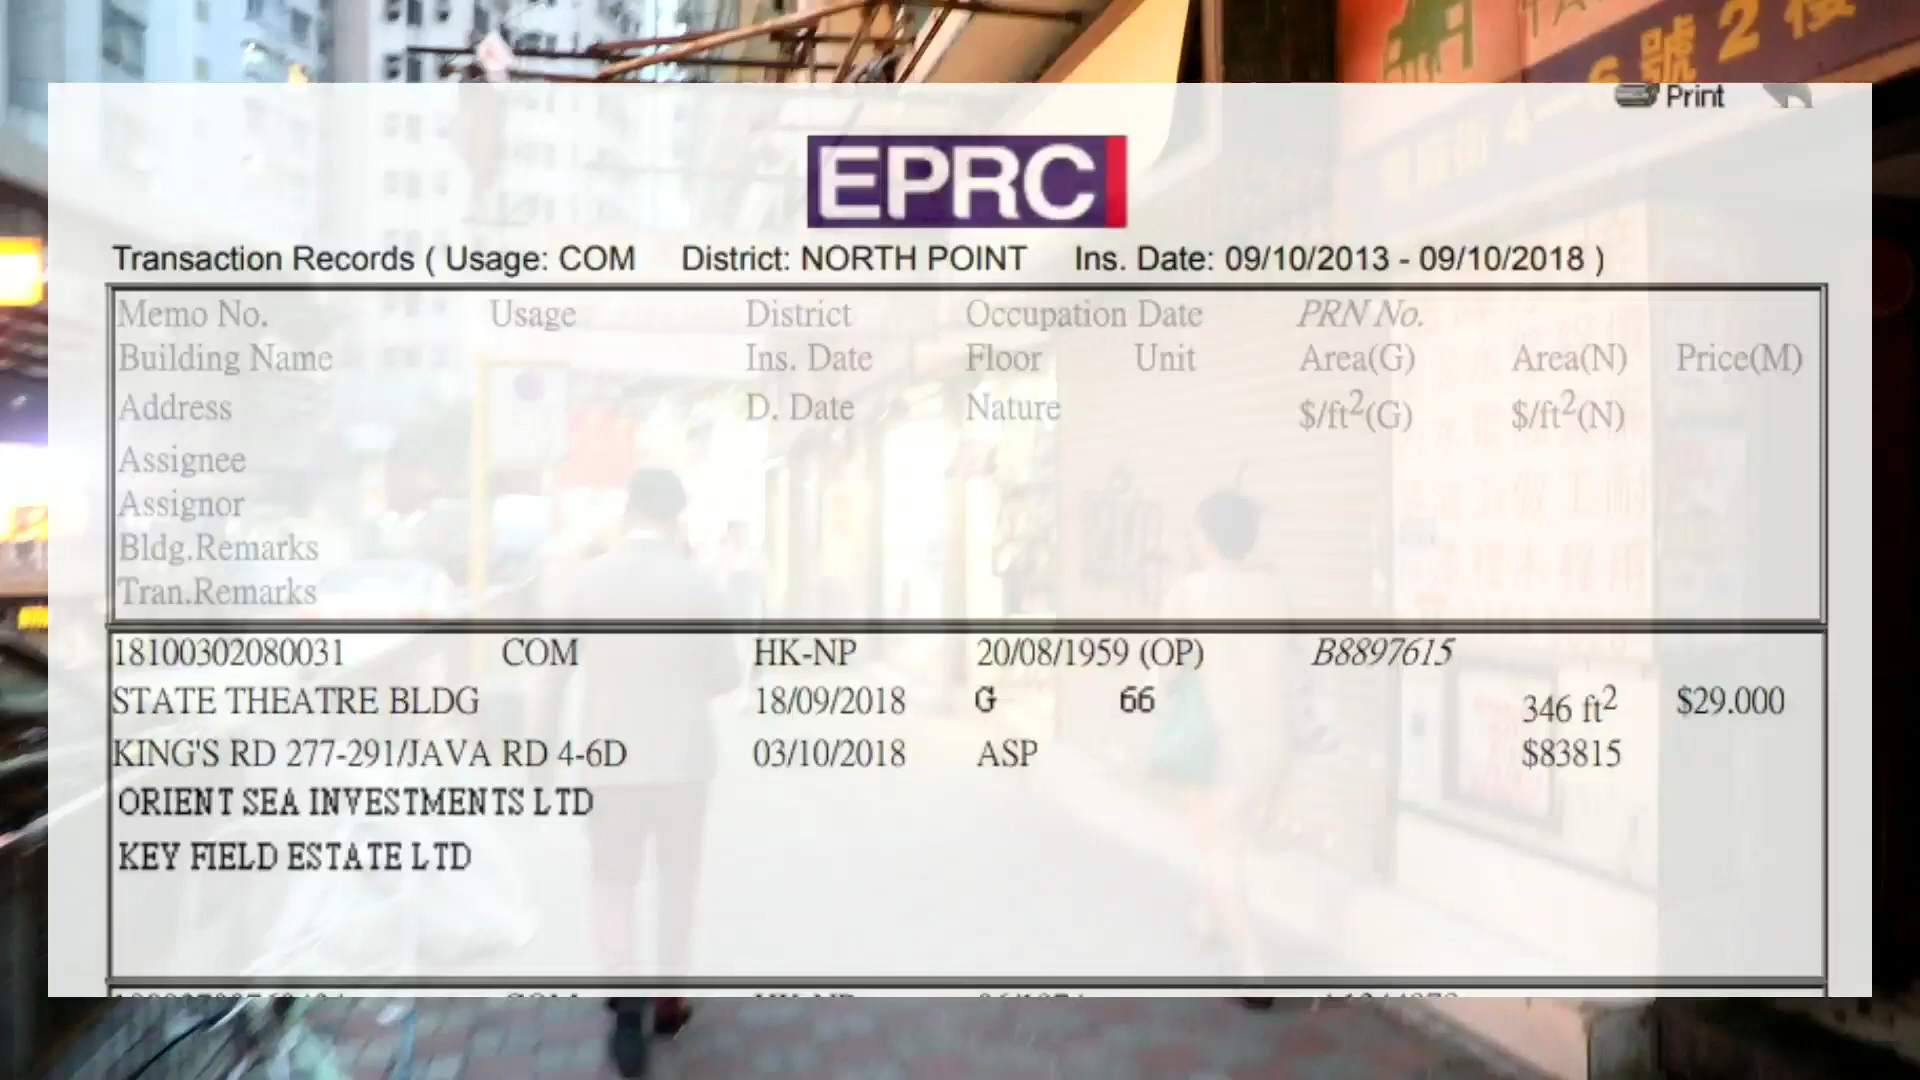 6號2樓
Print
EPRC
Transaction Records ( Usage: COM District: NORTH POINT Ins. Date: 09/10/2013 - 09/10/2018 )
Memo No. Usage District Occupation Date PRN No.
Building Name Ins. Date Floor Unit Area(G) Area(N) Price(M)
Address D. Date Nature $/ft²(G) $/ft²(N)
Assignee
Assignor
Bldg.Remarks
Tran.Remarks
18100302080031 COM HK-NP 20/08/1959 (OP) B8897615
STATE THEATRE BLDG 18/09/2018 G 66 346 ft² $29.000
KING'S RD 277-291/JAVA RD 4-6D 03/10/2018 ASP $83815
ORIENT SEA INVESTMENTS LTD
KEY FIELD ESTATE LTD